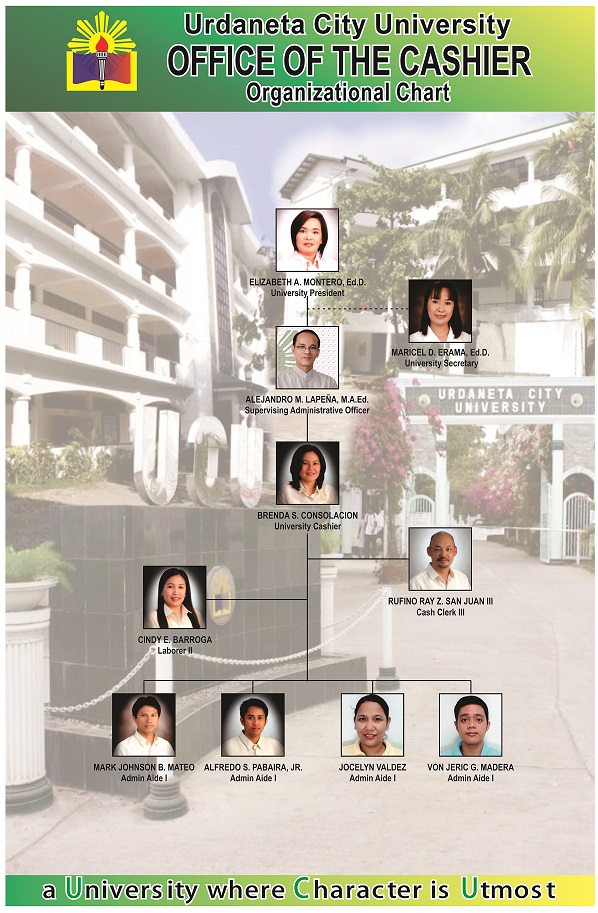 Urdaneta City University
OFFICE OF THE CASHIER
Organizational Chart
ELIZABETH A. MONTERO, Ed.D.
University President
MARICEL D. ERAMA, Ed.D.
University Secretary
ALEJANDRO M. LAPEÑA, M.A.Ed.
Supervising Administrative Officer
URDANETA CITY
UNIVERSITY
UCU
BRENDA S. CONSOLACION
University Cashier
RUFINO RAY Z. SAN JUAN III
Cash Clerk III
CINDY E. BARROGA
Laborer II
MARK JOHNSON B. MATEO
Admin Aide I
ALFREDO S. PABAIRA, JR.
Admin Aide I
JOCELYN VALDEZ
Admin Aide I
VON JERIC G. MADERA
Admin Aide I
a University where Character is Utmost